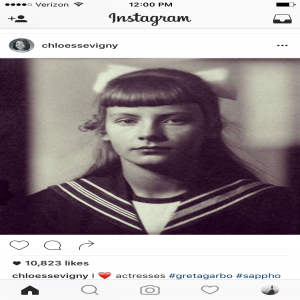 Verizon 12:00 PM
Instagram
chloessevigny
10,823 likes
chloessevigny I ❤️ actresses #gretagarbo #sappho